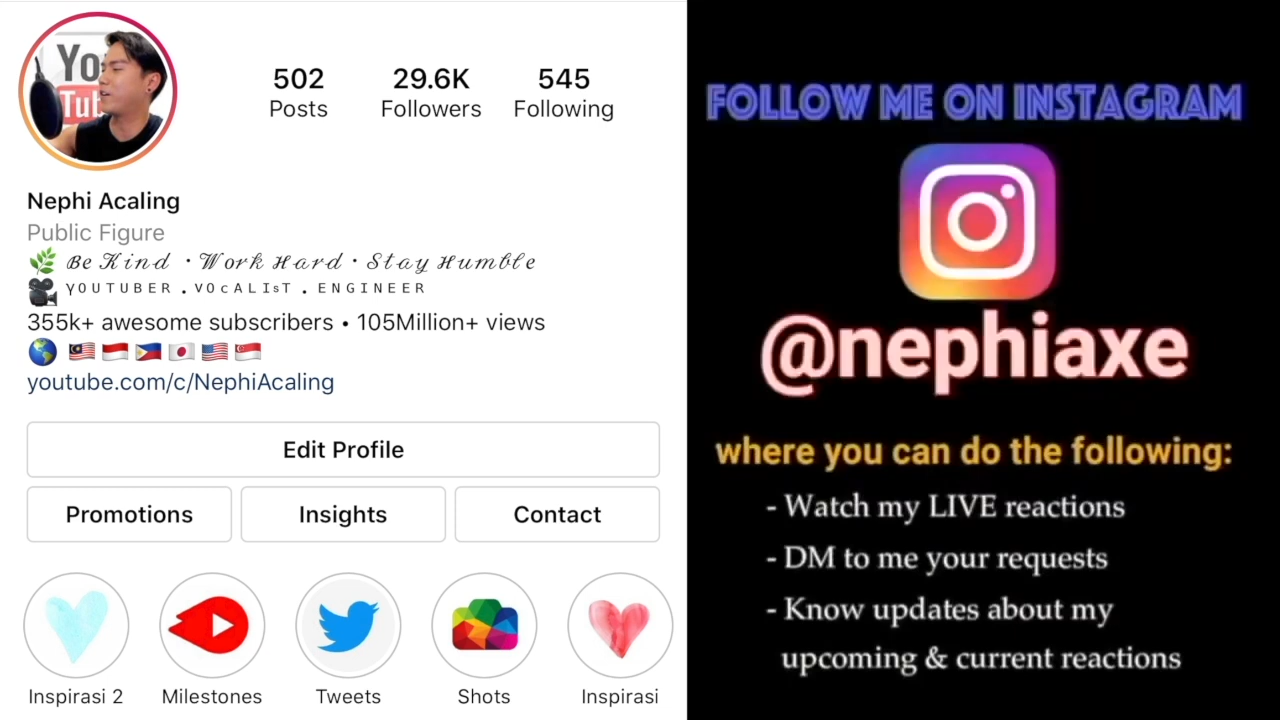 You
Tub
502
Posts
29.6K
Followers
545
Following
Nephi Acaling
Public Figure
🌿 𝓑𝓮 𝓚𝓲𝓷𝓭 · 𝓦𝓸𝓻𝓴 𝓗𝓪𝓻𝓭 · 𝓢𝓽𝓪𝔂 𝓗𝓾𝓶𝓫𝓵𝓮
🎥 YOUTUBER . VOCALIST . ENGINEER
355k+ awesome subscribers • 105Million+ views
🌎 🇲🇾 🇮🇩 🇵🇭 🇯🇵 🇺🇸 🇸🇬
youtube.com/c/NephiAcaling
Edit Profile
Promotions
Insights
Contact
Inspirasi 2
Milestones
Tweets
Shots
Inspirasi
FOLLOW ME ON INSTAGRAM
@nephiaxe
where you can do the following:
- Watch my LIVE reactions
- DM to me your requests
- Know updates about my
upcoming & current reactions